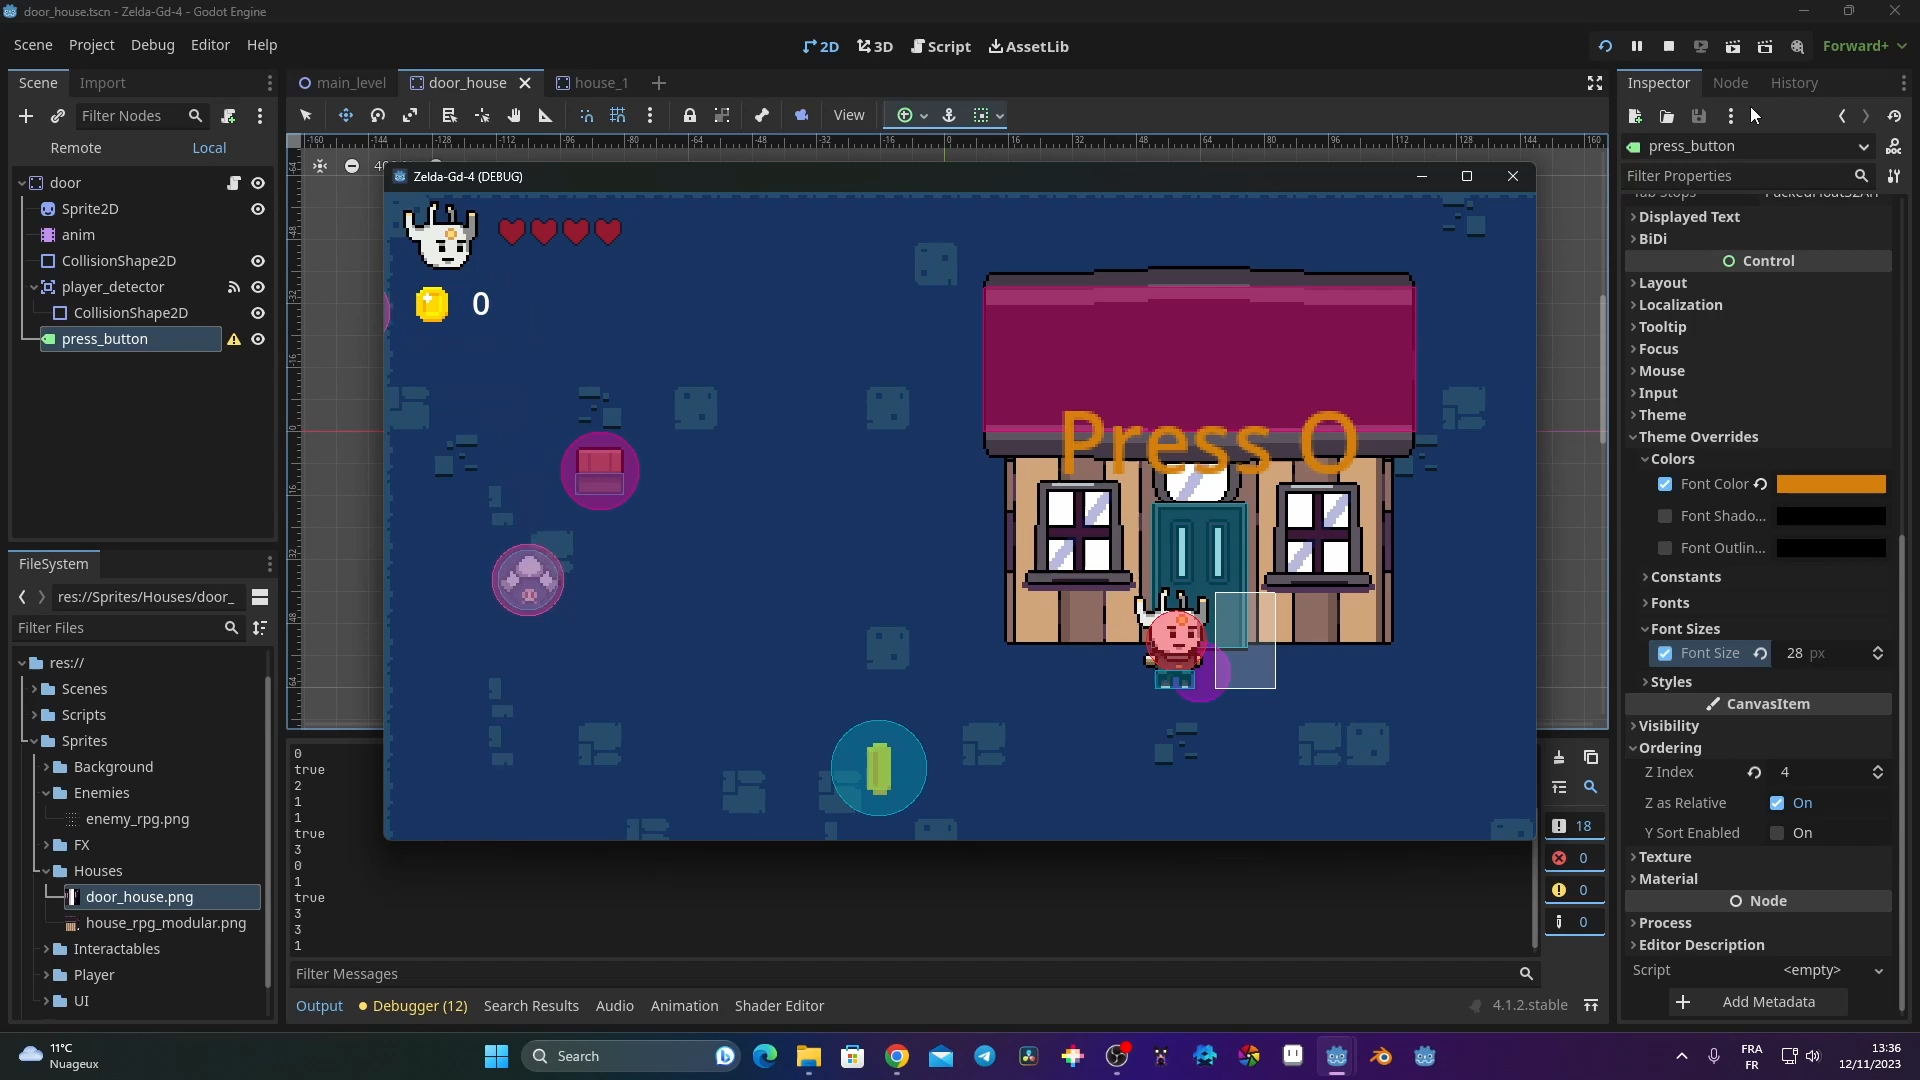 door_house.tscn - Zelda-Gd-4 - Godot Engine
Scene Project Debug Editor Help
2D 3D Script AssetLib
Forward+
Scene Import
main_level door_house house_1
Inspector Node History
Filter Nodes
View
Remote Local
press_button
Filter Properties
door
Sprite2D
anim
CollisionShape2D
player_detector
CollisionShape2D
press_button
Zelda-Gd-4 (DEBUG)
0
Press O
Displayed Text
BiDi
Control
Layout
Localization
Tooltip
Focus
Mouse
Input
Theme
Theme Overrides
Colors
Font Color
Font Shado...
Font Outlin...
Constants
Fonts
Font Sizes
Font Size 28 px
Styles
CanvasItem
Visibility
Ordering
Z Index 4
Z as Relative On
Y Sort Enabled On
Texture
Material
Node
Process
Editor Description
Script <empty>
Add Metadata
FileSystem
res://Sprites/Houses/door_
Filter Files
res://
Scenes
Scripts
Sprites
Background
Enemies
enemy_rpg.png
FX
Houses
door_house.png
house_rpg_modular.png
Interactables
Player
UI
0
true
2
1
1
true
3
0
1
true
3
3
1
18
0
0
0
Filter Messages
Output Debugger (12) Search Results Audio Animation Shader Editor
4.1.2.stable
11°C
Nuageux
Search
FRA
FR
13:36
12/11/2023